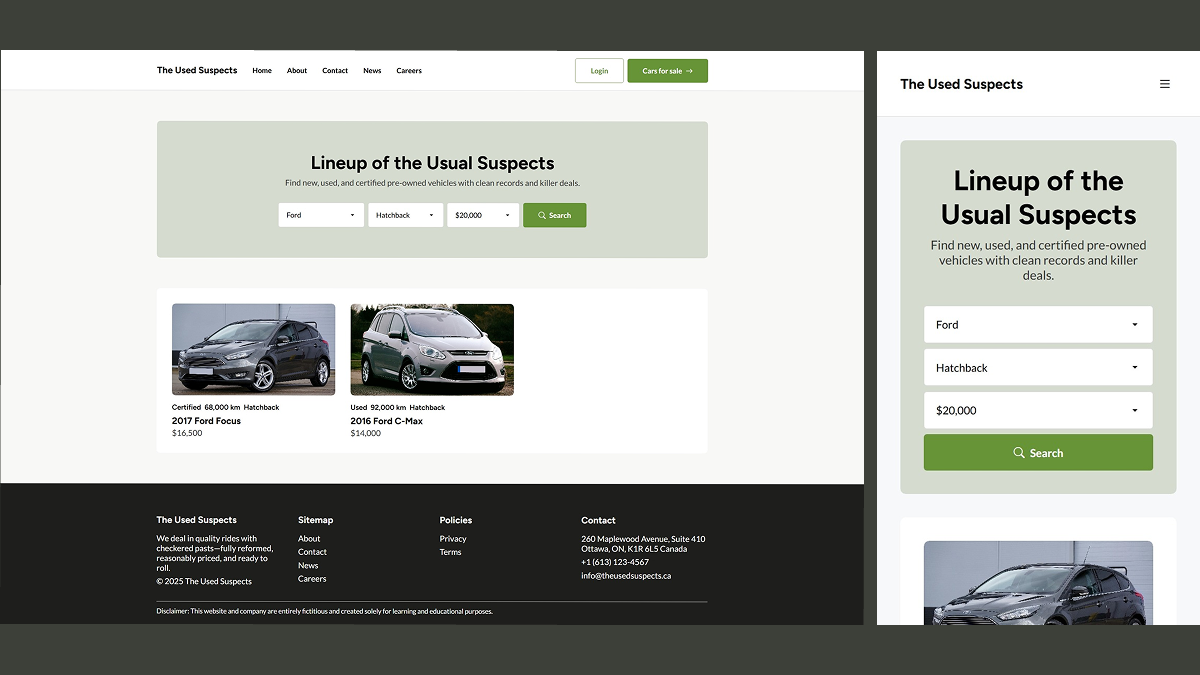 The Used Suspects Home About Contact News Careers Login Cars for sale →
Lineup of the Usual Suspects
Find new, used, and certified pre-owned vehicles with clean records and killer deals.
Ford Hatchback $20,000 Search
Certified 68,000 km Hatchback
2017 Ford Focus
$16,500
Used 92,000 km Hatchback
2016 Ford C-Max
$14,000
The Used Suspects
We deal in quality rides with
checkered pasts—fully reformed,
reasonably priced, and ready to
roll.
© 2025 The Used Suspects
Sitemap
About
Contact
News
Careers
Policies
Privacy
Terms
Contact
260 Maplewood Avenue, Suite 410
Ottawa, ON, K1R 6L5 Canada
+1 (613) 123-4567
info@theusedsuspects.ca
Disclaimer: This website and company are entirely fictitious and created solely for learning and educational purposes.
The Used Suspects
Lineup of the
Usual Suspects
Find new, used, and certified pre-owned
vehicles with clean records and killer
deals.
Ford
Hatchback
$20,000
Search